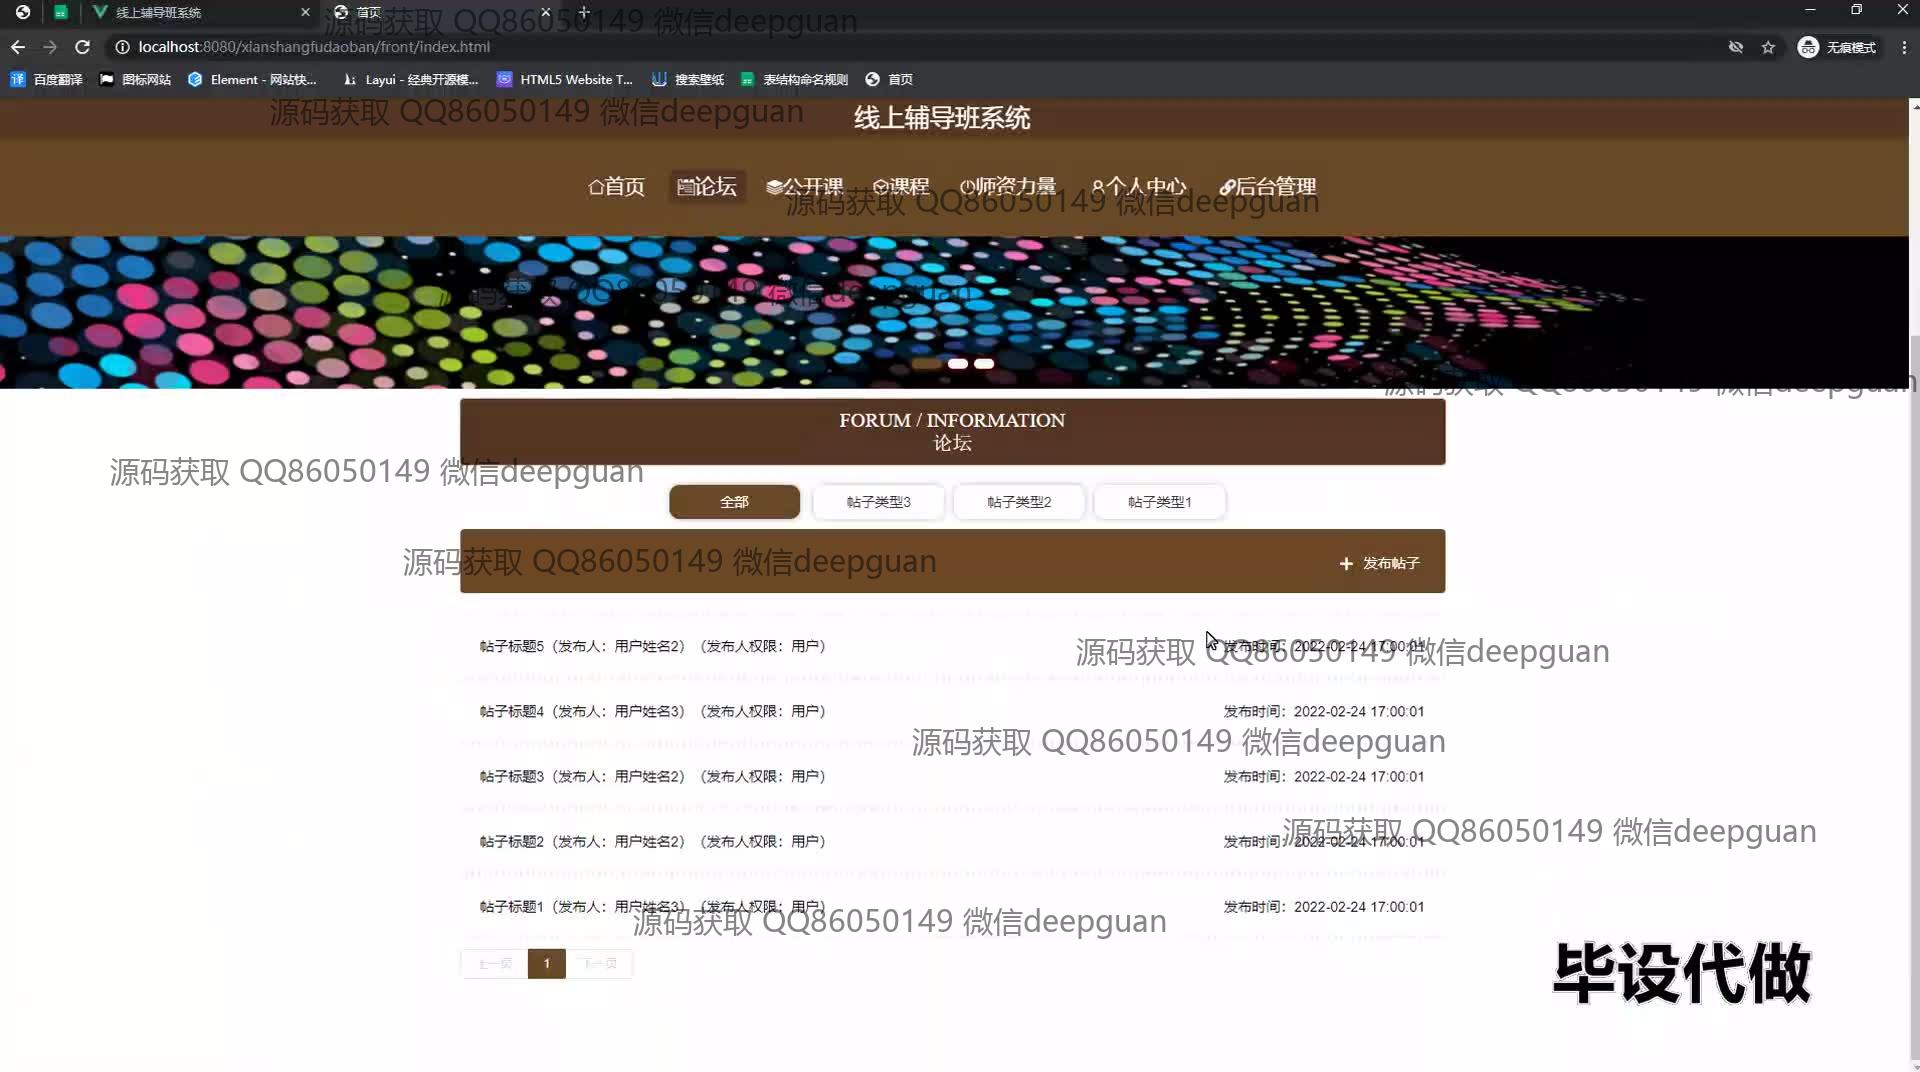 线上辅导班系统
首页
源码获取 QQ86050149 微信deepguan
localhost:8080/xianshangfudaoban/front/index.html
无痕模式
百度翻译
图标网站
Element - 网站快...
Layui - 经典开源模...
HTML5 Website T...
搜索壁纸
表结构命名规则
首页
源码获取 QQ86050149 微信deepguan
线上辅导班系统
首页
论坛
公开课
课程
师资力量
个人中心
后台管理
源码获取 QQ86050149 微信deepguan
源码获取 QQ86050149 微信deepguan
源码获取 QQ86050149 微信deepguan
FORUM / INFORMATION
论坛
源码获取 QQ86050149 微信deepguan
全部
帖子类型3
帖子类型2
帖子类型1
源码获取 QQ86050149 微信deepguan
发布帖子
帖子标题5（发布人：用户姓名2）（发布人权限：用户）
发布时间：2022-02-24 17:00:01
源码获取 QQ86050149 微信deepguan
帖子标题4（发布人：用户姓名3）（发布人权限：用户）
发布时间：2022-02-24 17:00:01
源码获取 QQ86050149 微信deepguan
帖子标题3（发布人：用户姓名2）（发布人权限：用户）
发布时间：2022-02-24 17:00:01
帖子标题2（发布人：用户姓名2）（发布人权限：用户）
发布时间：2022-02-24 17:00:01
源码获取 QQ86050149 微信deepguan
帖子标题1（发布人：用户姓名3）（发布人权限：用户）
发布时间：2022-02-24 17:00:01
源码获取 QQ86050149 微信deepguan
上一页
1
下一页
毕设代做